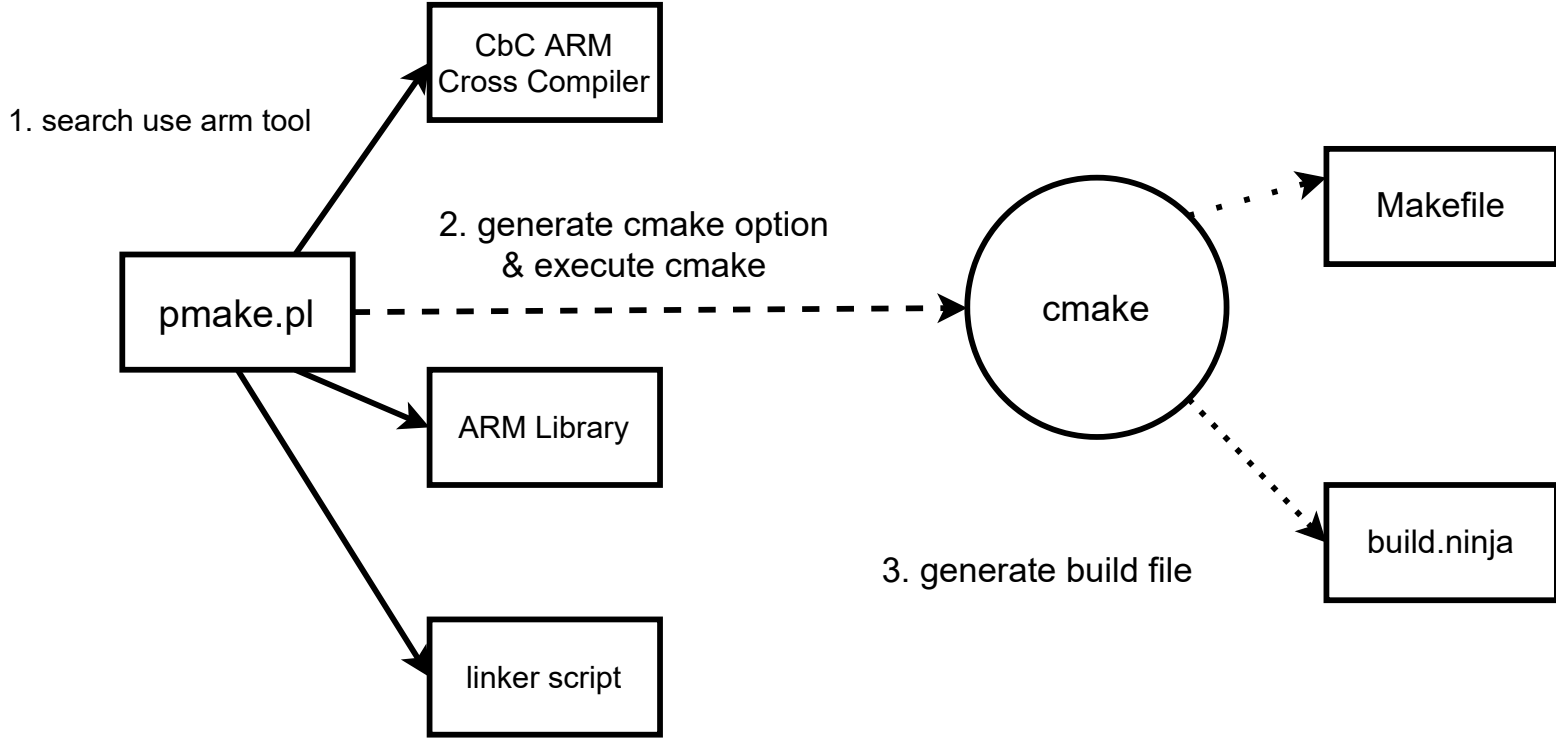 CbC ARM
Cross Compiler
1. search use arm tool
Makefile
2. generate cmake option
& execute cmake
pmake.pl
cmake
ARM Library
build.ninja
3. generate build file
linker script